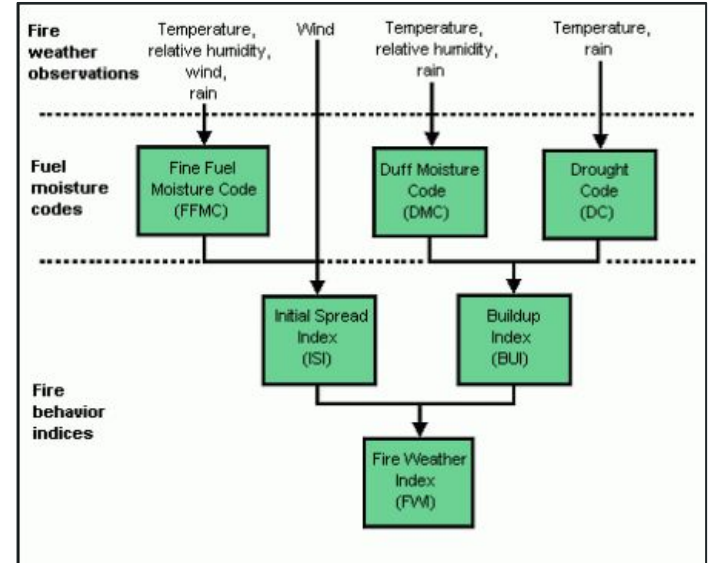 Fire
weather
observations
Temperature,
relative humidity,
wind,
rain
Wind
Temperature,
relative humidity,
rain
Temperature,
rain
Fuel
moisture
codes
Fine Fuel
Moisture Code
(FFMC)
Duff Moisture
Code
(DMC)
Drought
Code
(DC)
Initial Spread
Index
(ISI)
Buildup
Index
(BUI)
Fire
behavior
indices
Fire Weather
Index
(FWI)